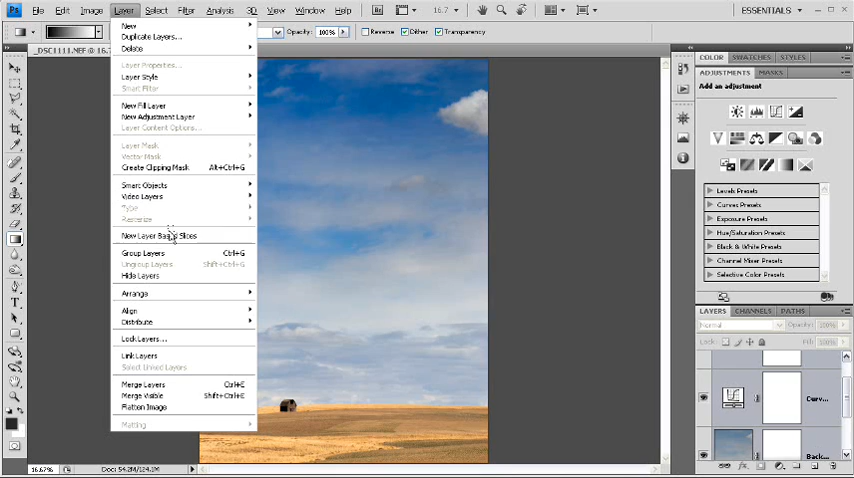 Ps File Edit Image Layer Select Filter Analysis 3D View Window Help Br 16.7 ESSENTIALS
Opacity: 100% Reverse Dither Transparency
_DSC1111.NEF @ 16.7
New
Duplicate Layers...
Delete
Layer Properties...
Layer Style
Smart Filter
New Fill Layer
New Adjustment Layer
Layer Content Options...
Layer Mask
Vector Mask
Create Clipping Mask Alt+Ctrl+G
Smart Objects
Video Layers
Type
Rasterize
New Layer Based Slices
Group Layers Ctrl+G
Ungroup Layers Shift+Ctrl+G
Hide Layers
Arrange
Align
Distribute
Lock Layers...
Link Layers
Select Linked Layers
Merge Layers Ctrl+E
Merge Visible Shift+Ctrl+E
Flatten Image
Matting
16.67% Doc: 54.2M/124.1M
COLOR SWATCHES STYLES
ADJUSTMENTS MASKS
Add an adjustment
Levels Presets
Curves Presets
Exposure Presets
Hue/Saturation Presets
Black & White Presets
Channel Mixer Presets
Selective Color Presets
LAYERS CHANNELS PATHS
Normal Opacity: 100%
Lock: Fill: 100%
Curv...
Back...